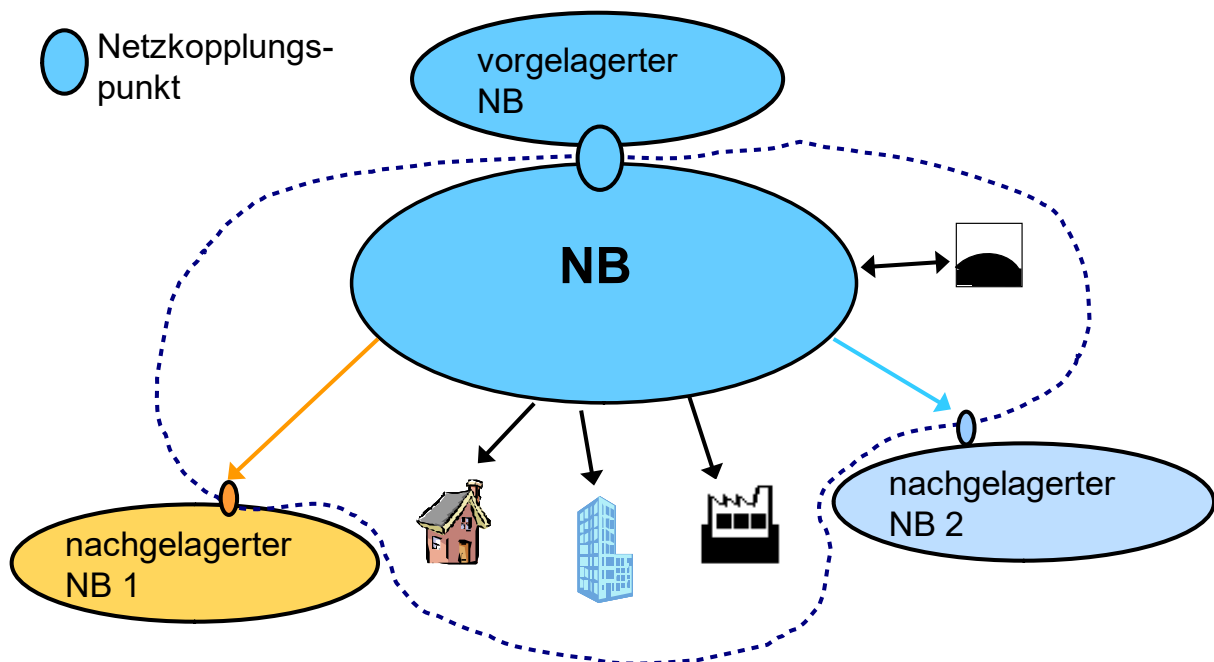 Netzkopplungs-
punkt
vorgelagerter
NB
NB
nachgelagerter
NB 1
nachgelagerter
NB 2